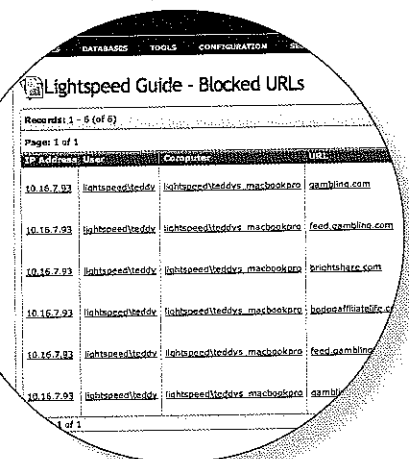 DATABASES TOOLS CONFIGURATION
Lightspeed Guide - Blocked URLs
Records: 1 - 6 (of 6)
Page: 1 of 1
IP Address User Computer URL
10.16.7.93 lightspeed\teddy lightspeed\teddys_macbookpro gambling.com
10.16.7.93 lightspeed\teddy lightspeed\teddys_macbookpro feed.gambling.com
10.16.7.93 lightspeed\teddy lightspeed\teddys_macbookpro brightshare.com
10.16.7.93 lightspeed\teddy lightspeed\teddys_macbookpro bodogaffiliatelife.c
10.16.7.93 lightspeed\teddy lightspeed\teddys_macbookpro feed.gambling
10.16.7.93 lightspeed\teddy lightspeed\teddys_macbookpro gambli
1 of 1